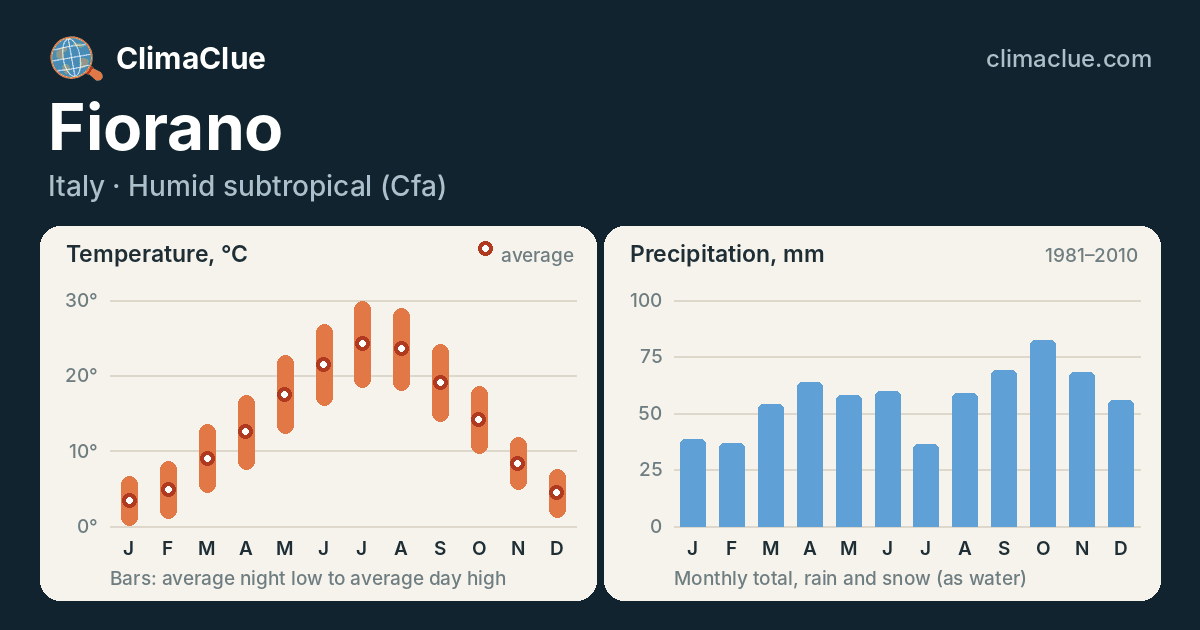 ClimaClue
climaclue.com
Fiorano
Italy · Humid subtropical (Cfa)
Temperature, °C
average
30°
20°
10°
0°
J F M A M J J A S O N D
Bars: average night low to average day high
Precipitation, mm
1981–2010
100
75
50
25
0
J F M A M J J A S O N D
Monthly total, rain and snow (as water)